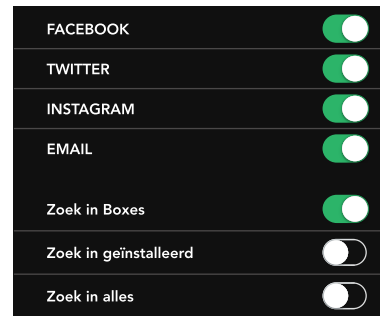 FACEBOOK
TWITTER
INSTAGRAM
EMAIL
Zoek in Boxes
Zoek in geïnstalleerd
Zoek in alles